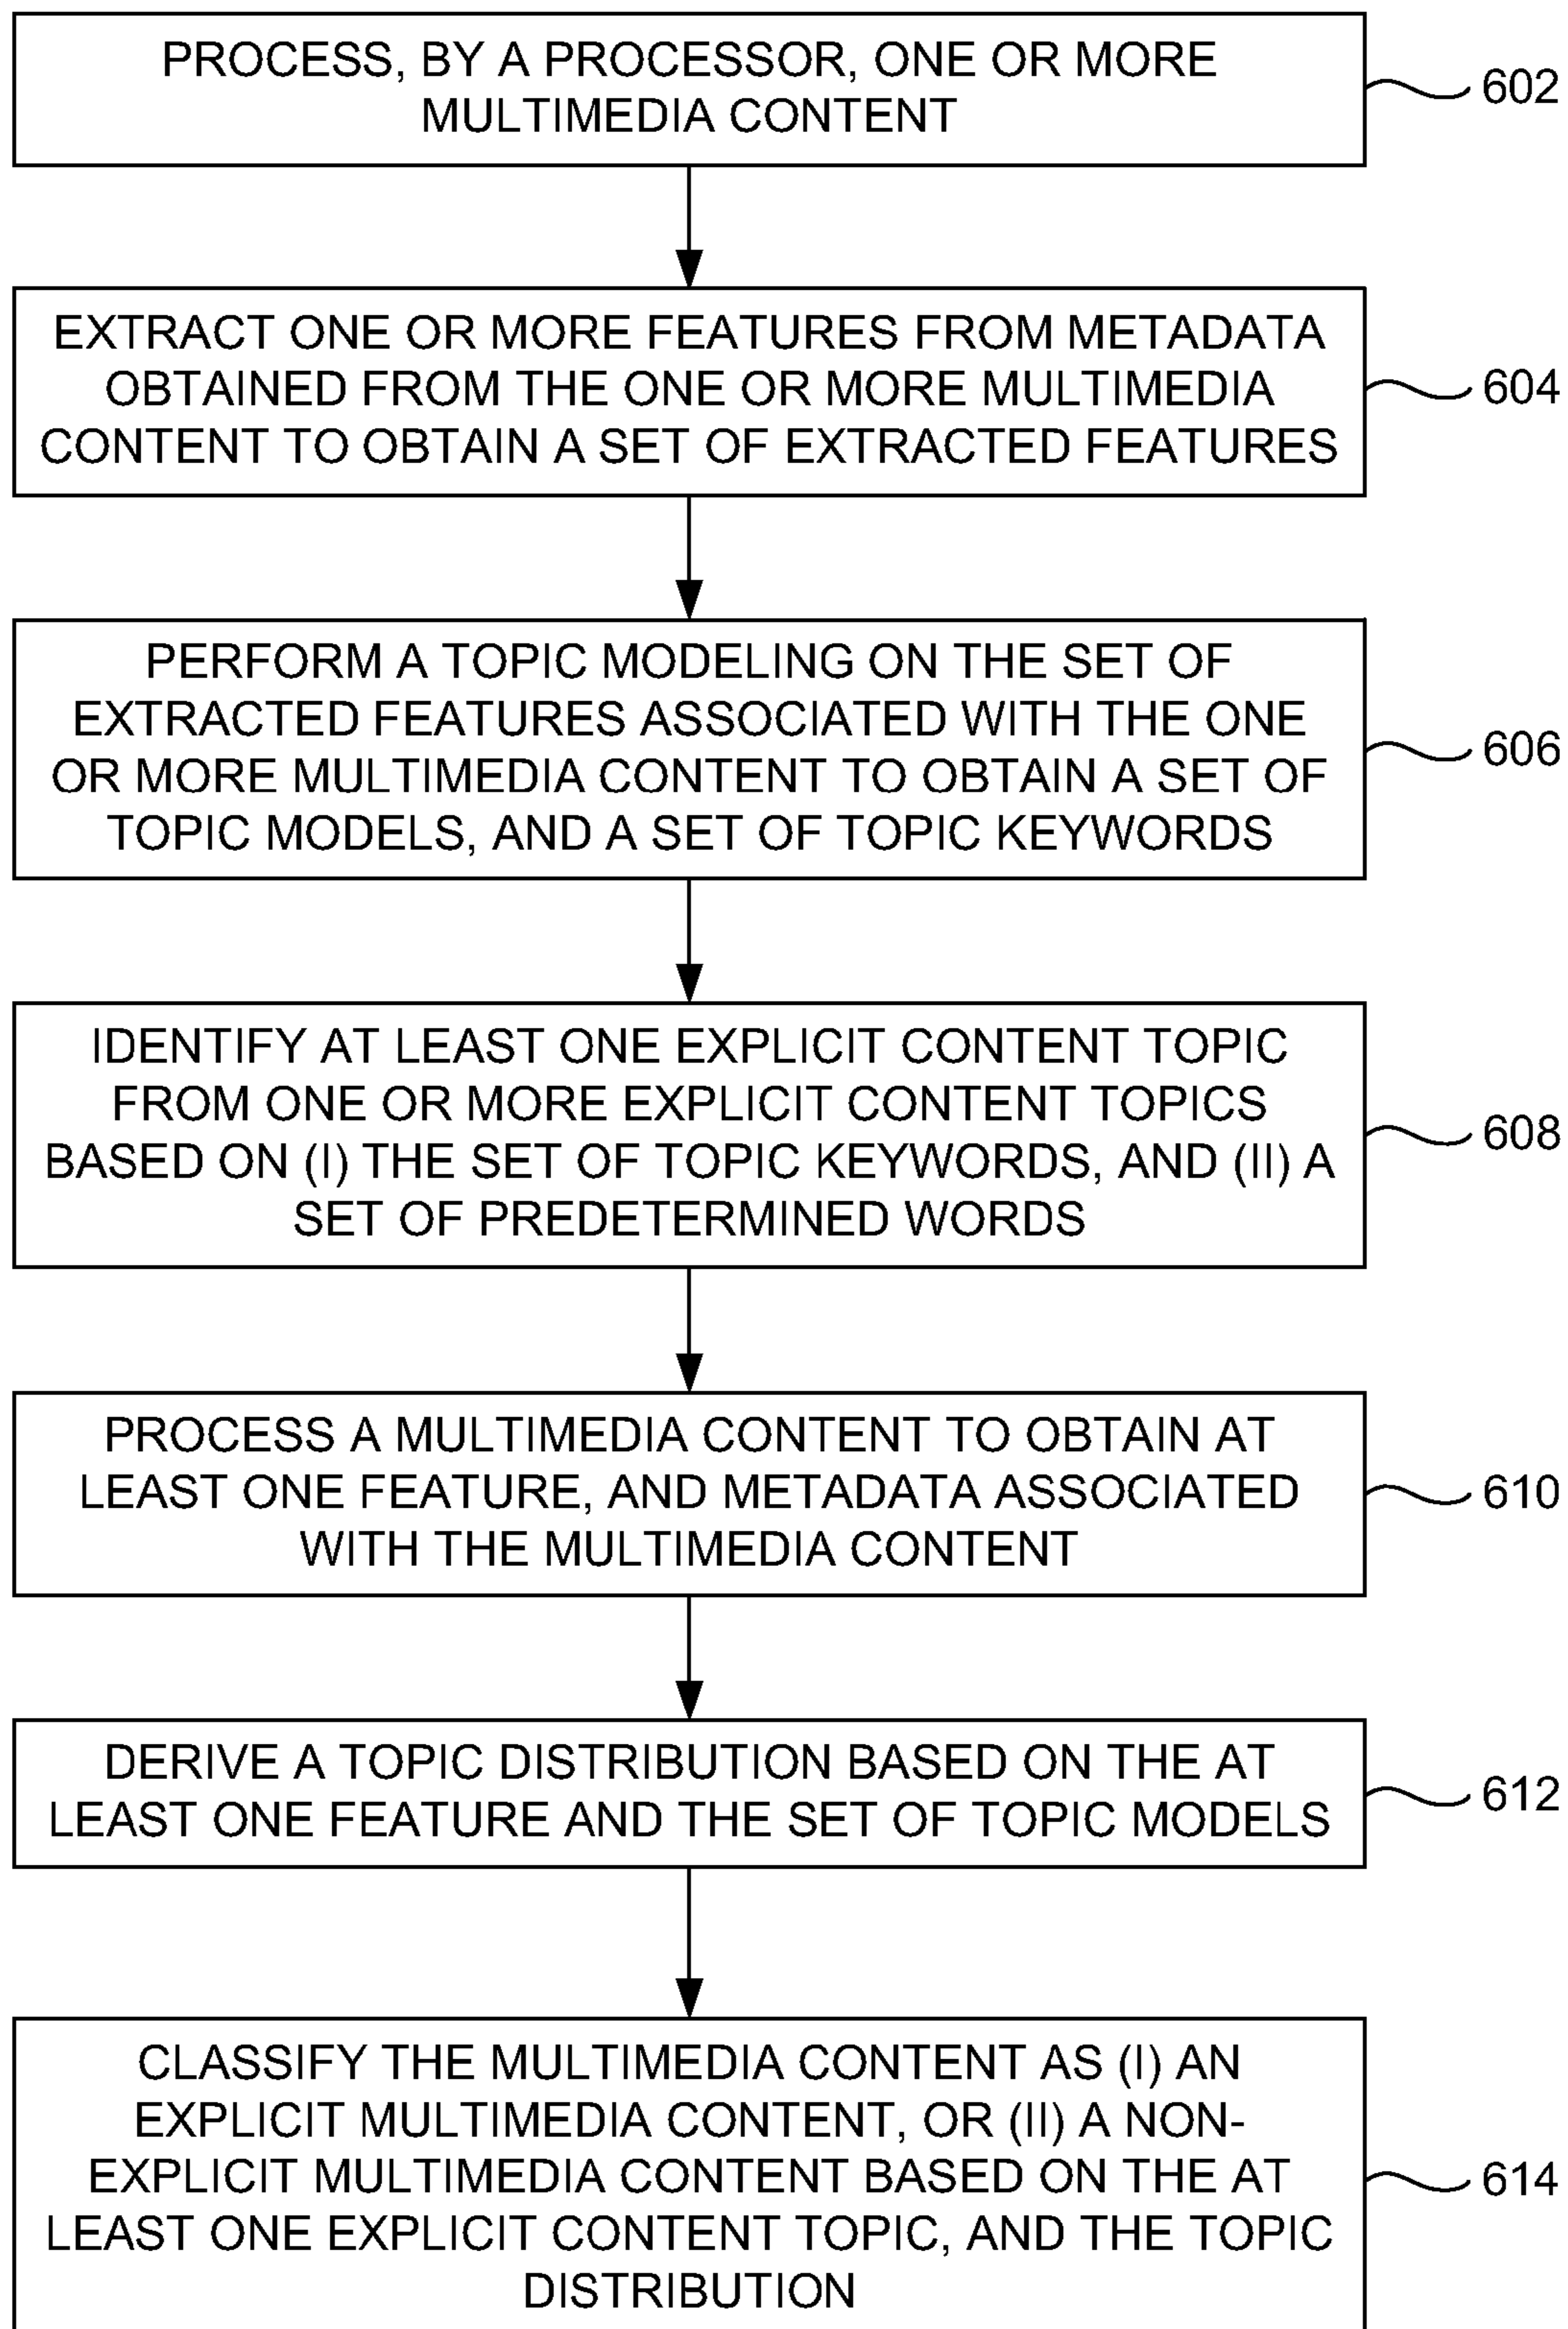 PROCESS, BY A PROCESSOR, ONE OR MORE
MULTIMEDIA CONTENT
602
EXTRACT ONE OR MORE FEATURES FROM METADATA
OBTAINED FROM THE ONE OR MORE MULTIMEDIA
CONTENT TO OBTAIN A SET OF EXTRACTED FEATURES
604
PERFORM A TOPIC MODELING ON THE SET OF
EXTRACTED FEATURES ASSOCIATED WITH THE ONE
OR MORE MULTIMEDIA CONTENT TO OBTAIN A SET OF
TOPIC MODELS, AND A SET OF TOPIC KEYWORDS
606
IDENTIFY AT LEAST ONE EXPLICIT CONTENT TOPIC
FROM ONE OR MORE EXPLICIT CONTENT TOPICS
BASED ON (I) THE SET OF TOPIC KEYWORDS, AND (II) A
SET OF PREDETERMINED WORDS
608
PROCESS A MULTIMEDIA CONTENT TO OBTAIN AT
LEAST ONE FEATURE, AND METADATA ASSOCIATED
WITH THE MULTIMEDIA CONTENT
610
DERIVE A TOPIC DISTRIBUTION BASED ON THE AT
LEAST ONE FEATURE AND THE SET OF TOPIC MODELS
612
CLASSIFY THE MULTIMEDIA CONTENT AS (I) AN
EXPLICIT MULTIMEDIA CONTENT, OR (II) A NON-
EXPLICIT MULTIMEDIA CONTENT BASED ON THE AT
LEAST ONE EXPLICIT CONTENT TOPIC, AND THE TOPIC
DISTRIBUTION
614